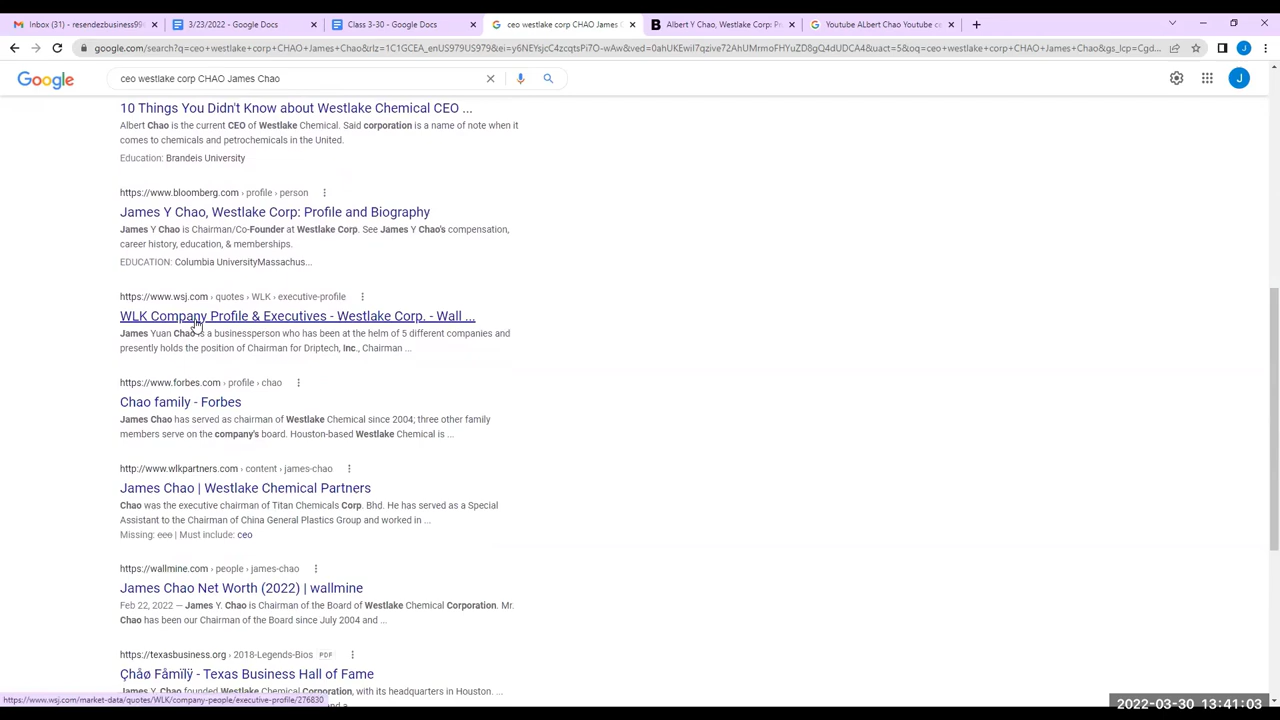 Inbox (31) - resendezbusiness99
3/23/2022 - Google Docs
Class 3-30 - Google Docs
ceo westlake corp CHAO James C
Albert Y Chao, Westlake Corp: Pr
Youtube ALbert Chao Youtube ce
google.com/search?q=ceo+westlake+corp+CHAO+James+Chao&rlz=1C1GCEA_enUS979US979&ei=y6NEYsjcC4zcqtsPi7O-wAw&ved=0ahUKEwil7qzive72AhUMrmoFHYuZD8gQ4dUDCA4&uact=5&oq=ceo+westlake+corp+CHAO+James+Chao&gs_lcp=Cgd...
Google
ceo westlake corp CHAO James Chao
10 Things You Didn't Know about Westlake Chemical CEO ...
Albert Chao is the current CEO of Westlake Chemical. Said corporation is a name of note when it
comes to chemicals and petrochemicals in the United.
Education: Brandeis University
https://www.bloomberg.com › profile › person
James Y Chao, Westlake Corp: Profile and Biography
James Y Chao is Chairman/Co-Founder at Westlake Corp. See James Y Chao's compensation,
career history, education, & memberships.
EDUCATION: Columbia UniversityMassachus...
https://www.wsj.com › quotes › WLK › executive-profile
WLK Company Profile & Executives - Westlake Corp. - Wall ...
James Yuan Chao is a businessperson who has been at the helm of 5 different companies and
presently holds the position of Chairman for Driptech, Inc., Chairman ...
https://www.forbes.com › profile › chao
Chao family - Forbes
James Chao has served as chairman of Westlake Chemical since 2004; three other family
members serve on the company's board. Houston-based Westlake Chemical is ...
http://www.wlkpartners.com › content › james-chao
James Chao | Westlake Chemical Partners
Chao was the executive chairman of Titan Chemicals Corp. Bhd. He has served as a Special
Assistant to the Chairman of China General Plastics Group and worked in ...
Missing: ceo | Must include: ceo
https://wallmine.com › people › james-chao
James Chao Net Worth (2022) | wallmine
Feb 22, 2022 — James Y. Chao is Chairman of the Board of Westlake Chemical Corporation. Mr.
Chao has been our Chairman of the Board since July 2004 and ...
https://texasbusiness.org › 2018-Legends-Bios PDF
Çhåø Fåmïlÿ - Texas Business Hall of Fame
James Y. Chao founded Westlake Chemical Corporation, with its headquarters in Houston. ...
https://www.wsj.com/market-data/quotes/WLK/company-people/executive-profile/276830
2022-03-30 13:41:03